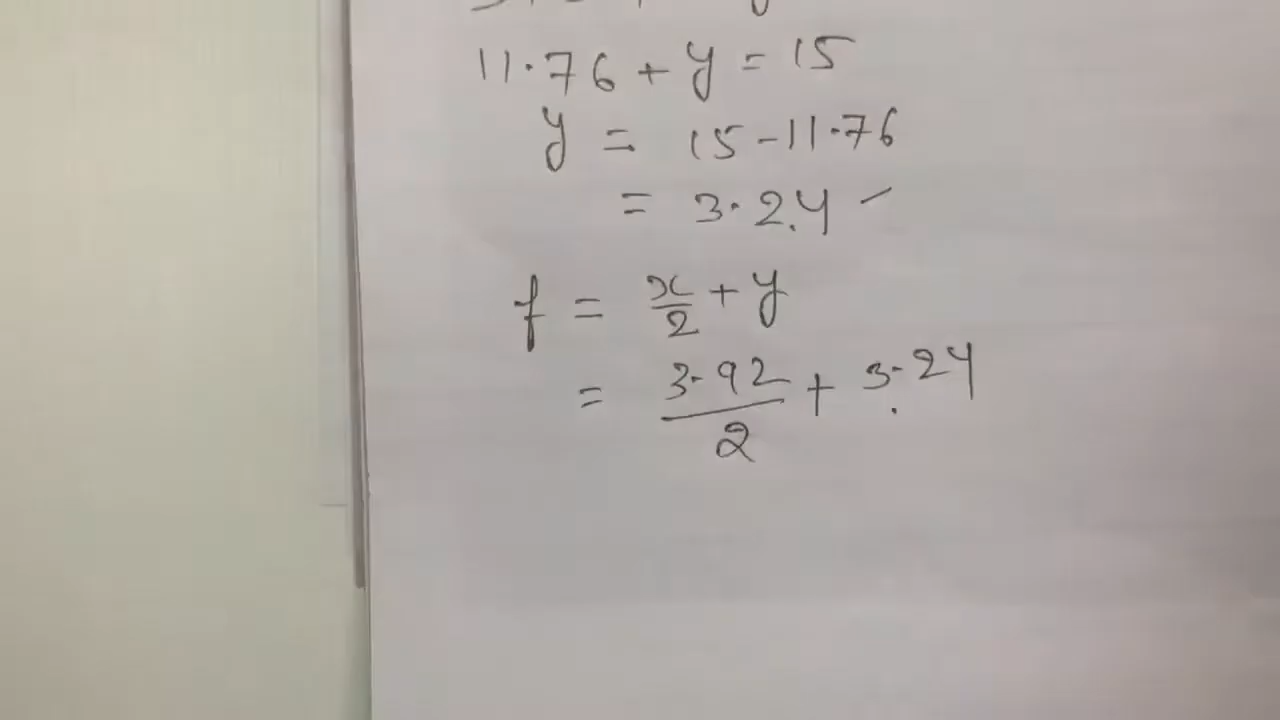 11.76 + y = 15
y = 15 - 11.76
= 3.24
f = x/2 + y
= 3.92/2 + 3.24